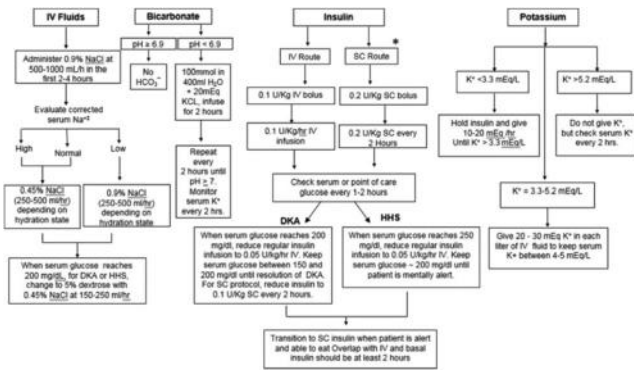 IV Fluids
Administer 0.9% NaCl at
500-1000 mL/h in the
first 2-4 hours
Evaluate corrected
serum Na⁺‡
High
Normal
Low
0.45% NaCl
(250-500 ml/hr)
depending on
hydration state
0.9% NaCl
(250-500 ml/hr)
depending on
hydration state
When serum glucose reaches
200 mg/dL, for DKA or HHS,
change to 5% dextrose with
0.45% NaCl at 150-250 ml/hr
Bicarbonate
pH ≥ 6.9
pH < 6.9
No
HCO₃⁻
100mmol in
400ml H₂O
+ 20mEq
KCL, infuse
for 2 hours
Repeat
every
2 hours until
pH ≥ 7.
Monitor
serum K⁺
every 2 hrs.
Insulin
*
IV Route
SC Route
0.1 U/Kg IV bolus
0.2 U/Kg SC bolus
0.1 U/Kg/hr IV
infusion
0.2 U/Kg SC every
2 Hours
Check serum or point of care
glucose every 1-2 hours
DKA
HHS
When serum glucose reaches 200
mg/dl, reduce regular insulin
infusion to 0.05 U/kg/hr IV. Keep
serum glucose between 150 and
200 mg/dl until resolution of DKA.
For SC protocol, reduce insulin to
0.1 U/Kg SC every 2 hours.
When serum glucose reaches 250
mg/dl, reduce regular insulin
infusion to 0.05 U/kg/hr IV. Keep
serum glucose ~ 200 mg/dl until
patient is mentally alert.
Transition to SC insulin when patient is alert
and able to eat Overlap with IV and basal
insulin should be at least 2 hours
Potassium
K⁺ <3.3 mEq/L
K⁺ >5.2 mEq/L
Hold insulin and give
10-20 mEq /hr
Until K⁺ > 3.3 mEq/L
Do not give K⁺,
but check serum K⁺
every 2 hrs.
K⁺ = 3.3-5.2 mEq/L
Give 20 - 30 mEq K⁺ in each
liter of IV fluid to keep serum
K+ between 4-5 mEq/L